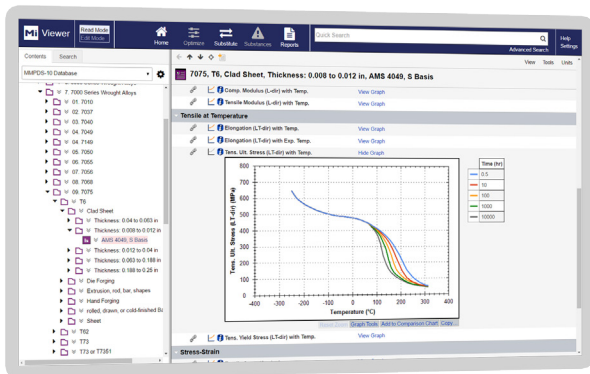 Mi Viewer
Read Mode
Edit Mode
Home
Optimize
Substitute
Substances
Reports
Quick Search
Advanced Search
Help
Settings
Contents
Search
View
Tools
Units
MMPDS-10 Database
7. 7000 Series Wrought Alloys
01. 7010
02. 7037
03. 7040
04. 7049
04. 7149
05. 7050
06. 7055
07. 7056
08. 7068
09. 7075
T6
Clad Sheet
Thickness: 0.04 to 0.063 in
Thickness: 0.008 to 0.012 in
AMS 4049, S Basis
Thickness: 0.012 to 0.04 in
Thickness: 0.063 to 0.188 in
Thickness: 0.188 to 0.25 in
Die Forging
Extrusion, rod, bar, shapes
Hand Forging
rolled, drawn, or cold-finished Ba
Sheet
T62
T73
T73 or T7351
7075, T6, Clad Sheet, Thickness: 0.008 to 0.012 in, AMS 4049, S Basis
Comp. Modulus (L-dir) with Temp. View Graph
Tensile Modulus (L-dir) with Temp. View Graph
Tensile at Temperature
Elongation (LT-dir) with Temp. View Graph
Elongation (LT-dir) with Exp. Temp. View Graph
Tens. Ult. Stress (LT-dir) with Temp. Hide Graph
Tens. Ult. Stress (LT-dir) (MPa)
800
700
600
500
400
300
200
100
0
-400 -300 -200 -100 0 100 200 300 400
Temperature (°C)
Time (hr)
0.5
10
100
1000
10000
Reset Zoom Graph Tools Add to Comparison Chart Copy...
Tens. Yield Stress (LT-dir) with Temp. View Graph
Stress-Strain